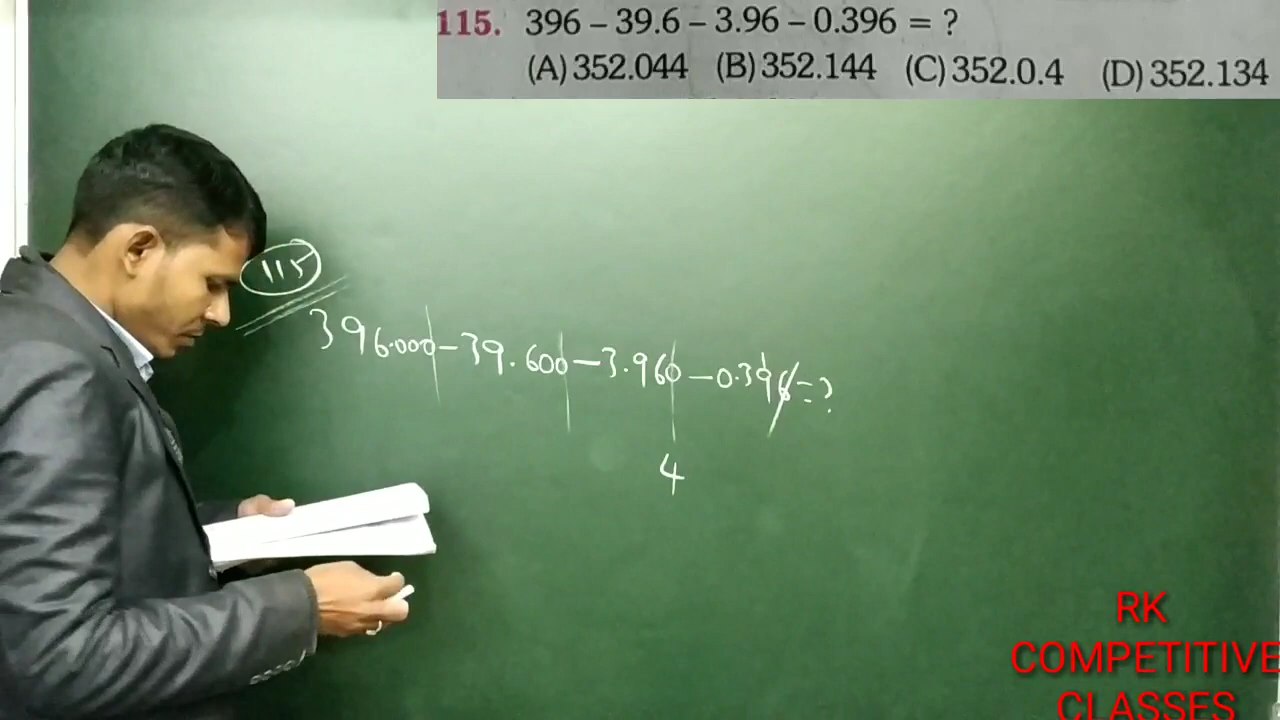 115. 396 – 39.6 – 3.96 – 0.396 = ?
(A) 352.044 (B) 352.144 (C) 352.0.4 (D) 352.134
115
396.000 – 39.600 – 3.960 – 0.396 = ?
4
RK
COMPETITIVE
CLASSES